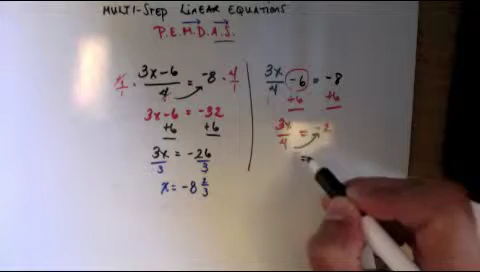 MULTI-STEP LINEAR EQUATIONS
P.E.M.D.A.S.
4/1 · (3x-6)/4 = -8 · 4/1
3x-6 = -32
+6 +6
3x/3 = -26/3
x = -8 2/3
3x/4 -6 = -8
+6 +6
3x/4 = -2
=